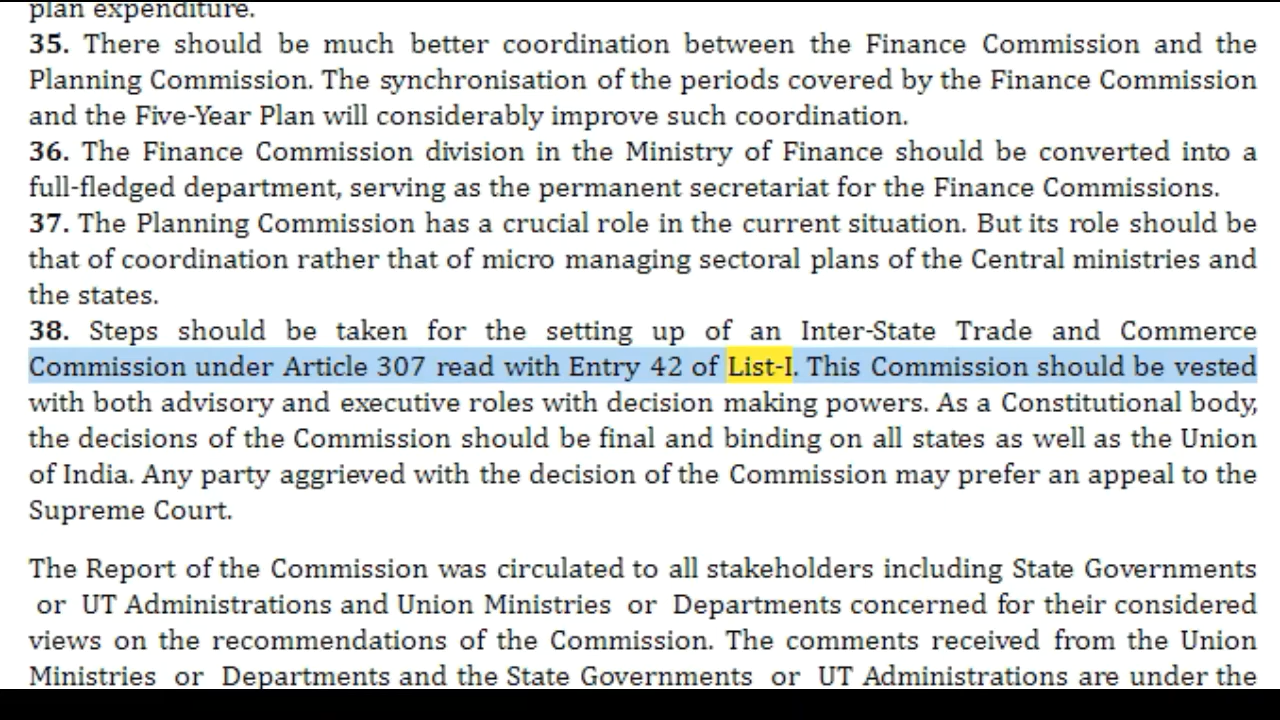 plan expenditure.
35. There should be much better coordination between the Finance Commission and the
Planning Commission. The synchronisation of the periods covered by the Finance Commission
and the Five-Year Plan will considerably improve such coordination.
36. The Finance Commission division in the Ministry of Finance should be converted into a
full-fledged department, serving as the permanent secretariat for the Finance Commissions.
37. The Planning Commission has a crucial role in the current situation. But its role should be
that of coordination rather that of micro managing sectoral plans of the Central ministries and
the states.
38. Steps should be taken for the setting up of an Inter-State Trade and Commerce
Commission under Article 307 read with Entry 42 of List-I. This Commission should be vested
with both advisory and executive roles with decision making powers. As a Constitutional body,
the decisions of the Commission should be final and binding on all states as well as the Union
of India. Any party aggrieved with the decision of the Commission may prefer an appeal to the
Supreme Court.
The Report of the Commission was circulated to all stakeholders including State Governments
or UT Administrations and Union Ministries or Departments concerned for their considered
views on the recommendations of the Commission. The comments received from the Union
Ministries or Departments and the State Governments or UT Administrations are under the